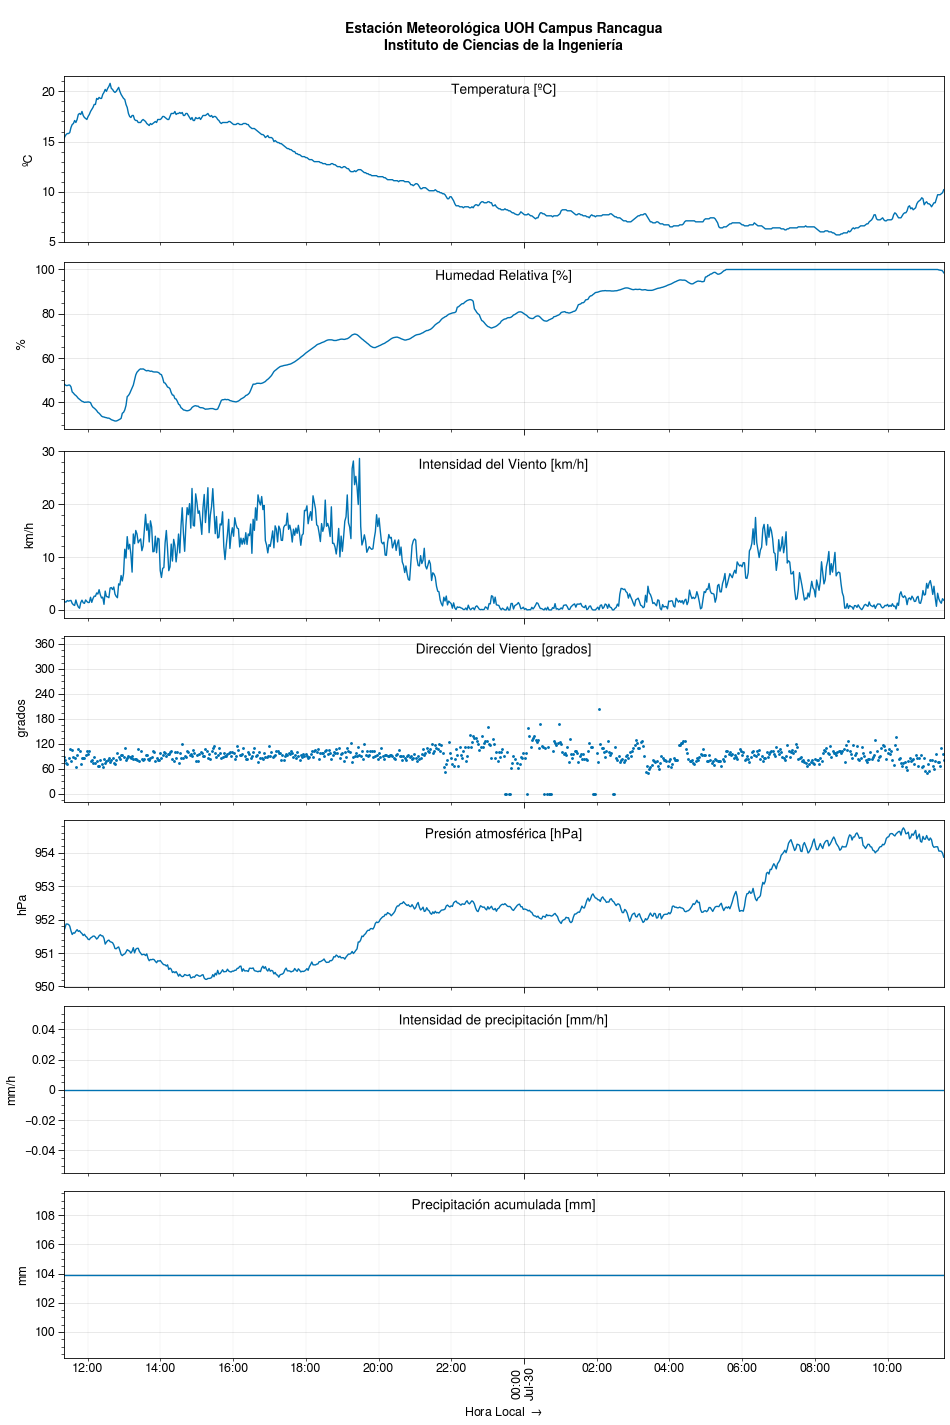 Estación Meteorológica UOH Campus Rancagua
Instituto de Ciencias de la Ingeniería
Temperatura [ºC]
ºC
20
15
10
5
Humedad Relativa [%]
%
100
80
60
40
Intensidad del Viento [km/h]
km/h
30
20
10
0
Dirección del Viento [grados]
grados
360
300
240
180
120
60
0
Presión atmosférica [hPa]
hPa
954
953
952
951
950
Intensidad de precipitación [mm/h]
mm/h
0.04
0.02
0
−0.02
−0.04
Precipitación acumulada [mm]
mm
108
106
104
102
100
12:00 14:00 16:00 18:00 20:00 22:00 00:00 02:00 04:00 06:00 08:00 10:00
Jul-30
Hora Local →